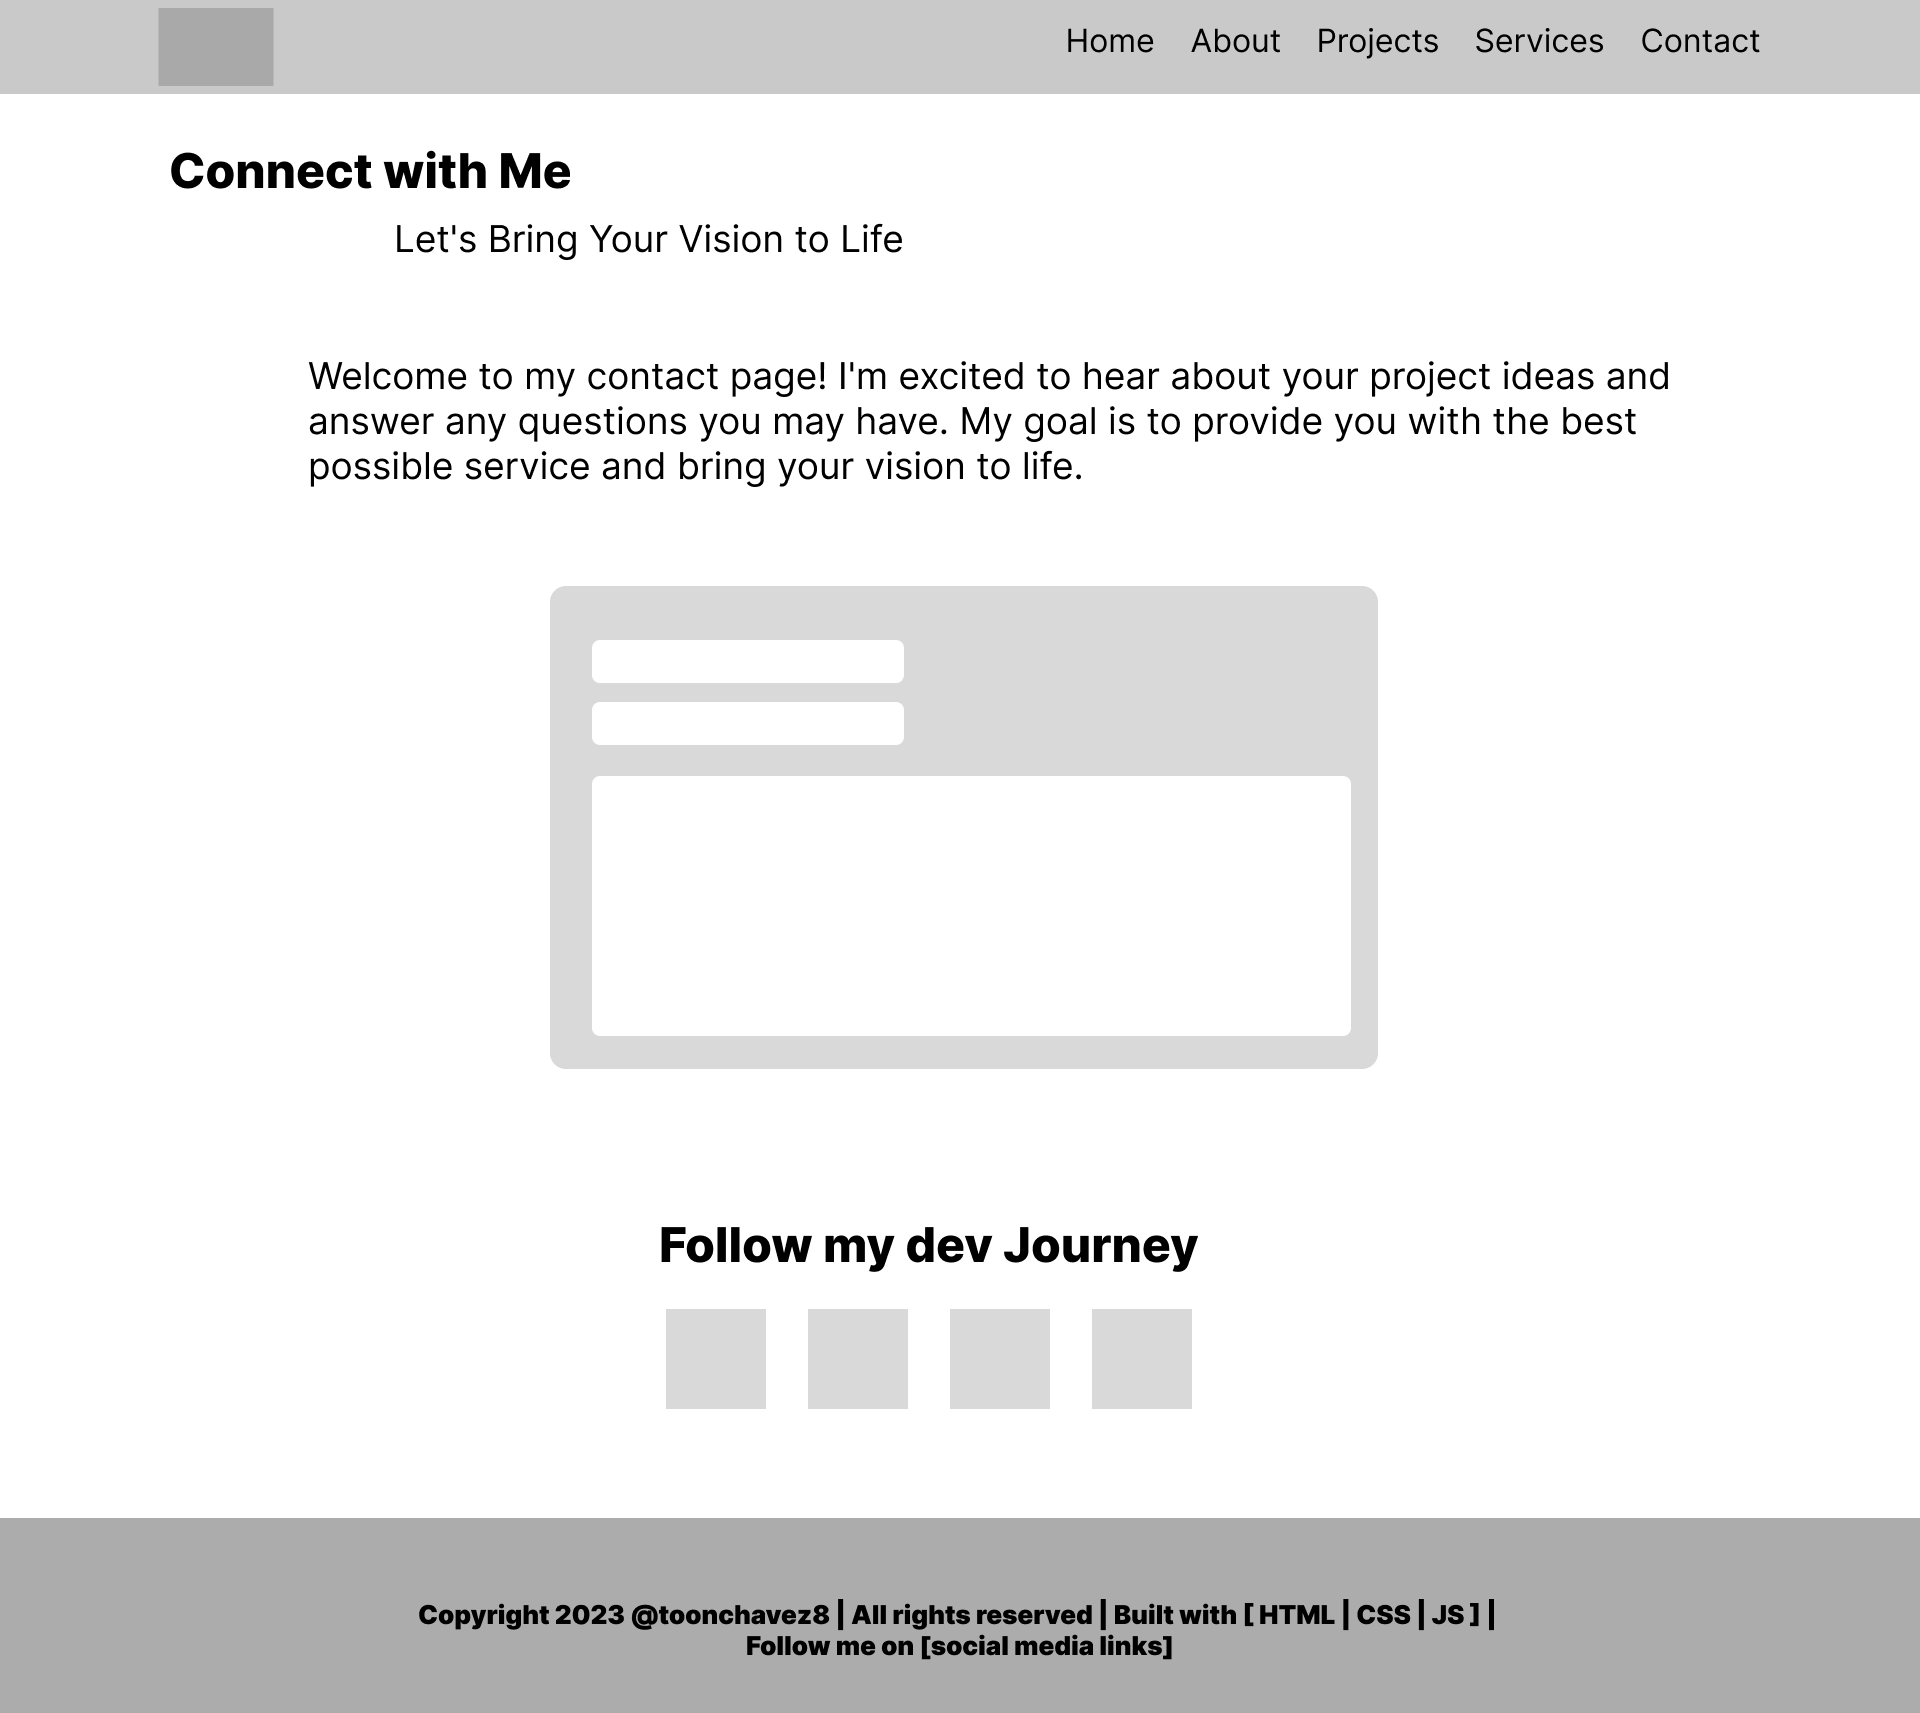 Home About Projects Services Contact
Connect with Me
Let's Bring Your Vision to Life
Welcome to my contact page! I'm excited to hear about your project ideas and
answer any questions you may have. My goal is to provide you with the best
possible service and bring your vision to life.
Follow my dev Journey
Copyright 2023 @toonchavez8 | All rights reserved | Built with [ HTML | CSS | JS ] |
Follow me on [social media links]